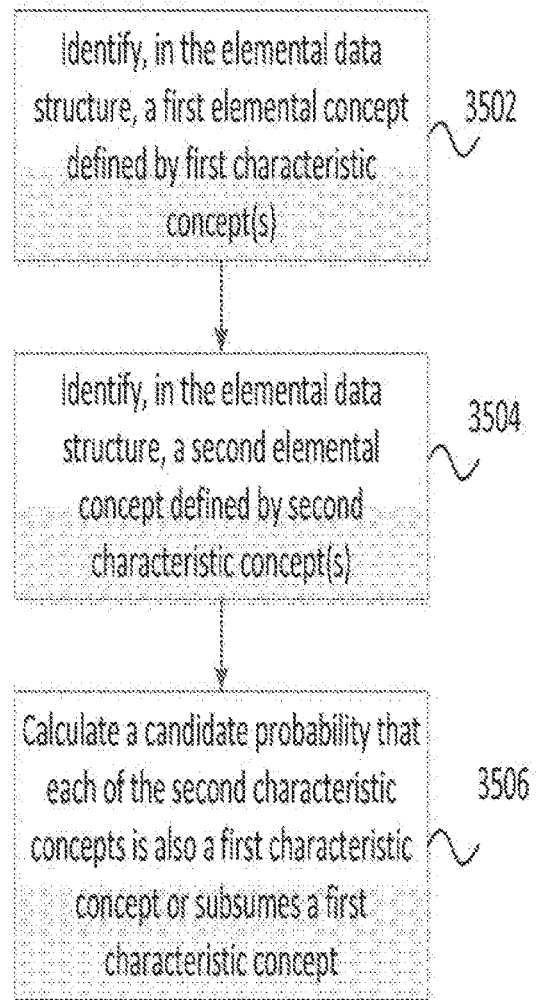 Identify, in the elemental data
structure, a first elemental concept
defined by first characteristic
concept(s)
3502
Identify, in the elemental data
structure, a second elemental
concept defined by second
characteristic concept(s)
3504
Calculate a candidate probability that
each of the second characteristic
concepts is also a first characteristic
concept or subsumes a first
characteristic concept
3506